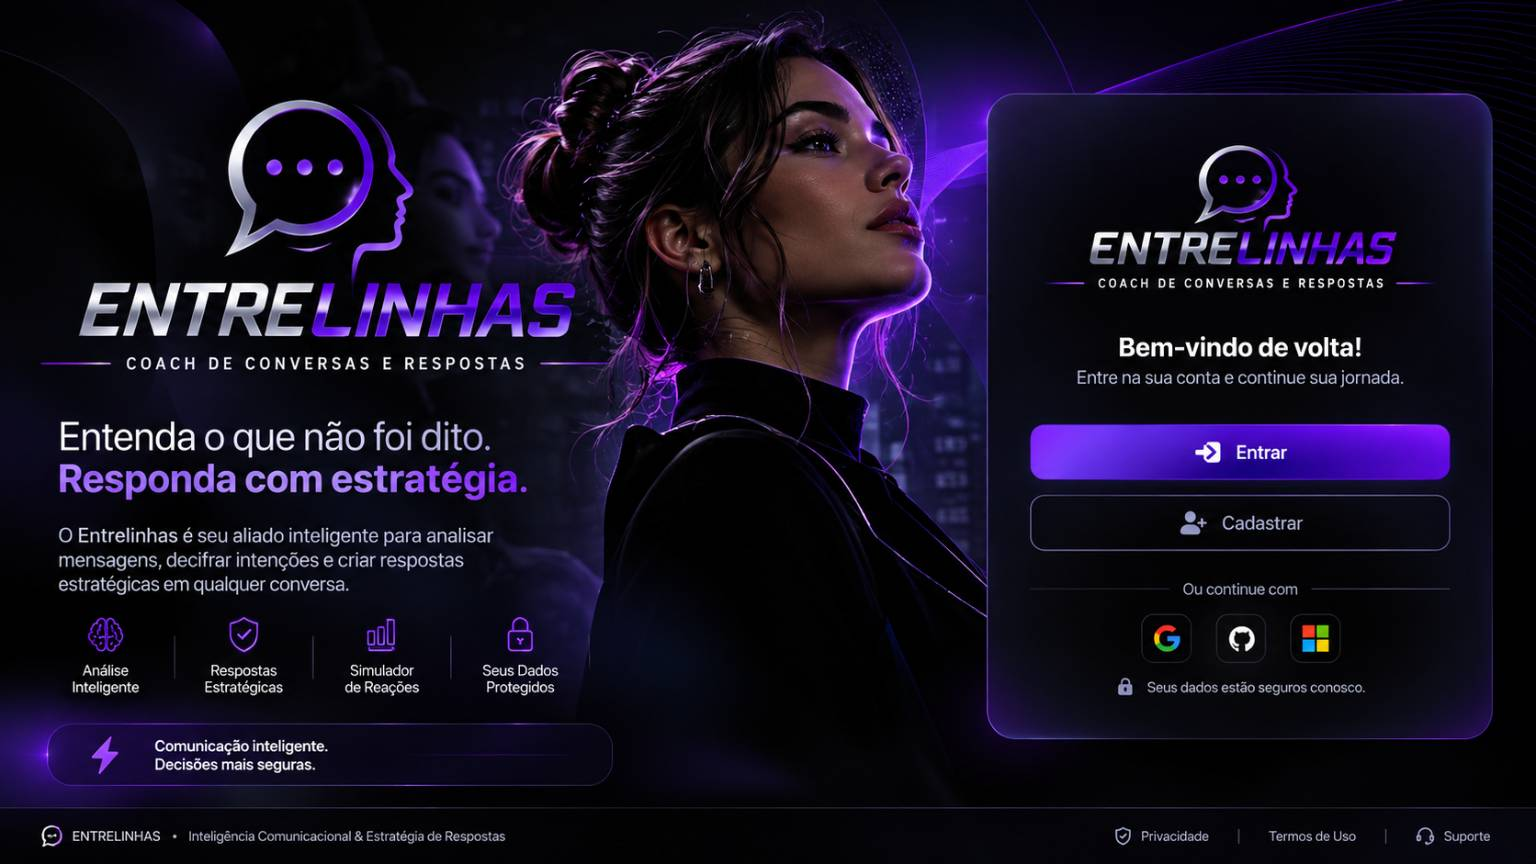 ENTRELINHAS
COACH DE CONVERSAS E RESPOSTAS
Entenda o que não foi dito.
Responda com estratégia.
O Entrelinhas é seu aliado inteligente para analisar
mensagens, decifrar intenções e criar respostas
estratégicas em qualquer conversa.
Análise
Inteligente
Respostas
Estratégicas
Simulador
de Reações
Seus Dados
Protegidos
Comunicação inteligente.
Decisões mais seguras.
ENTRELINHAS
COACH DE CONVERSAS E RESPOSTAS
Bem-vindo de volta!
Entre na sua conta e continue sua jornada.
Entrar
Cadastrar
Ou continue com
Seus dados estão seguros conosco.
ENTRELINHAS • Inteligência Comunicacional & Estratégia de Respostas
Privacidade | Termos de Uso | Suporte